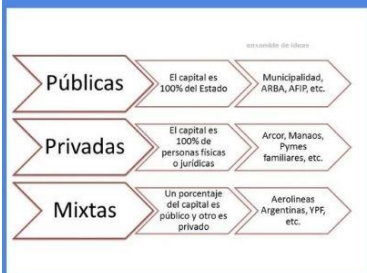 ensamble de ideas
Públicas
El capital es
100% del Estado
Municipalidad,
ARBA, AFIP, etc.
Privadas
El capital es
100% de
personas físicas
o jurídicas
Arcor, Manaos,
Pymes
familiares, etc.
Mixtas
Un porcentaje
del capital es
público y otro es
privado
Aerolineas
Argentinas, YPF,
etc.